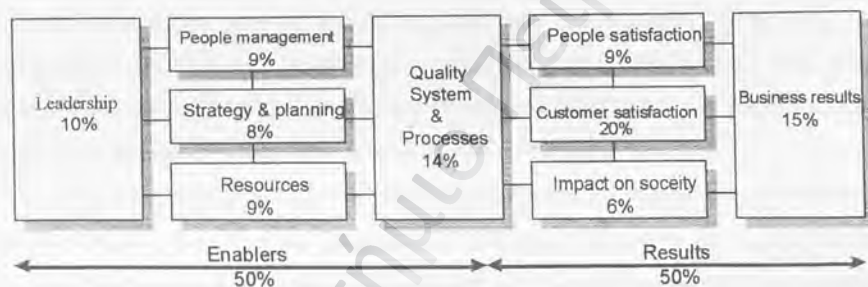 Leadership
10%
People management
9%
Strategy & planning
8%
Resources
9%
Quality
System
&
Processes
14%
People satisfaction
9%
Customer satisfaction
20%
Impact on soceity
6%
Business results
15%
Enablers
50%
Results
50%